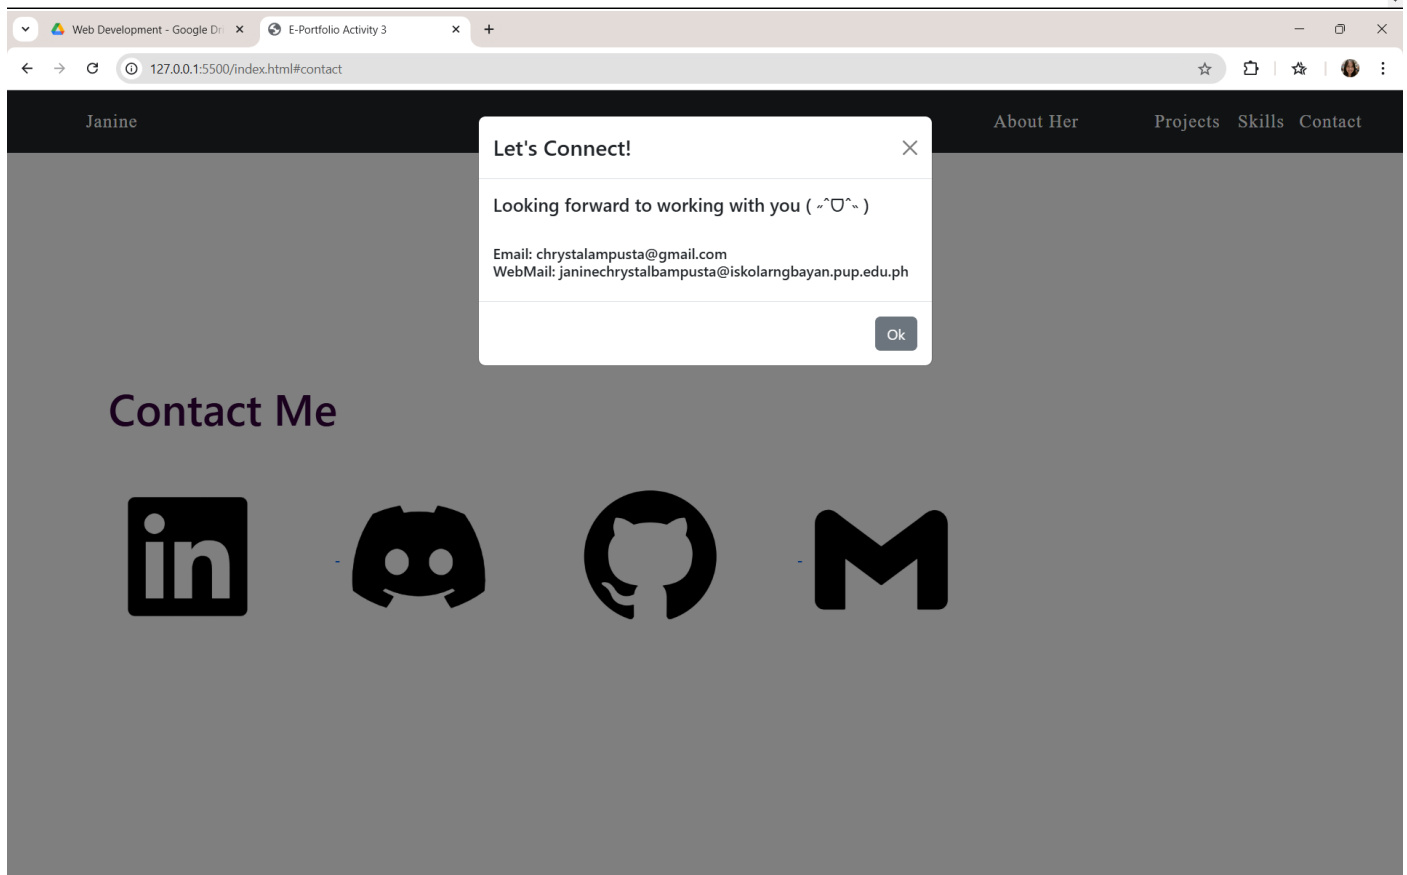 Web Development - Google Dri
E-Portfolio Activity 3
127.0.0.1:5500/index.html#contact
Janine
About Her
Projects
Skills
Contact
Let's Connect!
Looking forward to working with you ( ˶ˆᗜˆ˵ )
Email: chrystalampusta@gmail.com
WebMail: janinechrystalbampusta@iskolarngbayan.pup.edu.ph
Ok
Contact Me
in